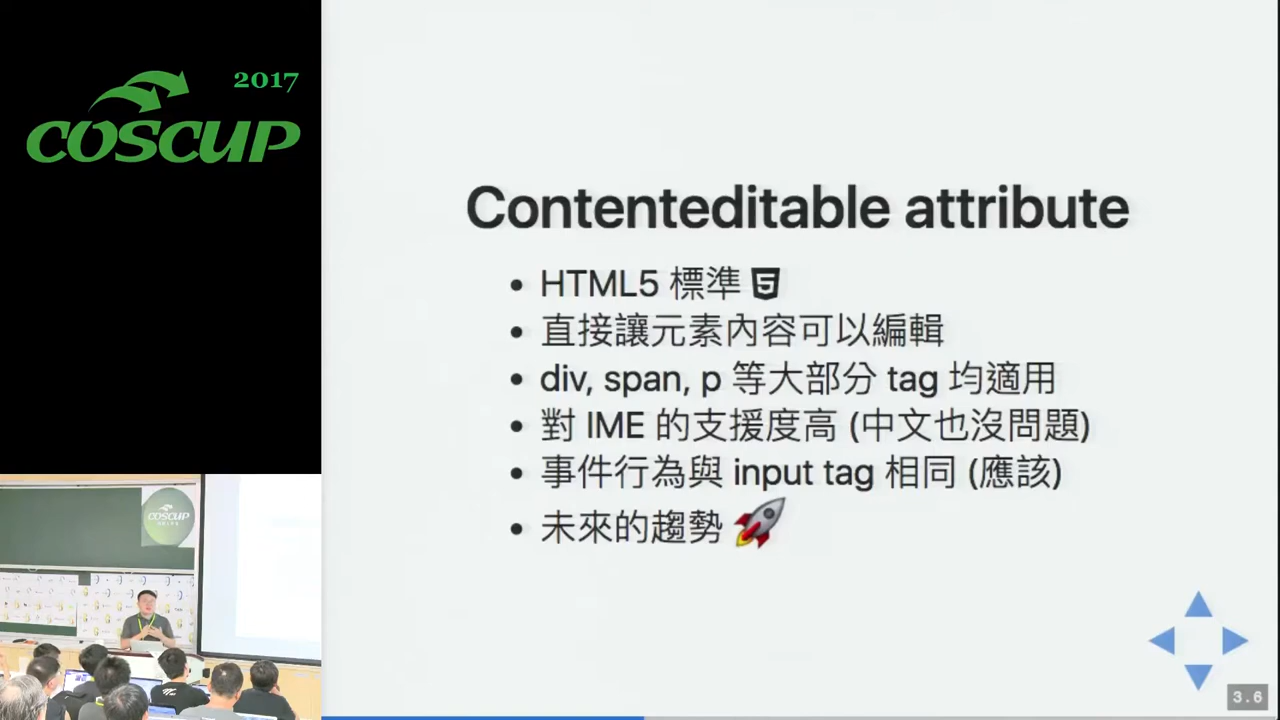 2017
COSCUP
Contenteditable attribute
• HTML5 標準
• 直接讓元素內容可以編輯
• div, span, p 等大部分 tag 均適用
• 對 IME 的支援度高 (中文也沒問題)
• 事件行為與 input tag 相同 (應該)
• 未來的趨勢 🚀
COSCUP
3.6